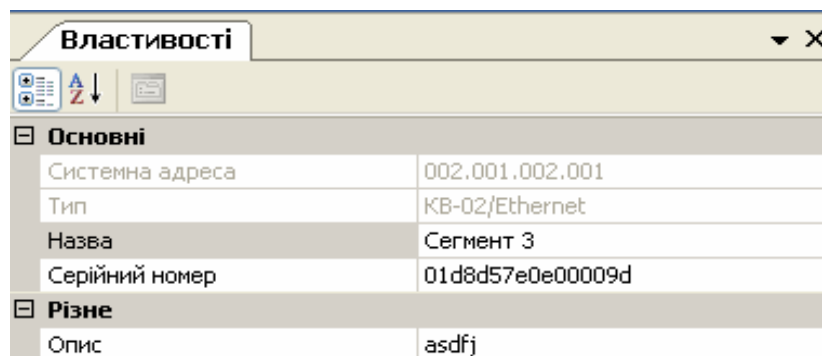 Властивості
Основні
Системна адреса 002.001.002.001
Тип КВ-02/Ethernet
Назва Сегмент 3
Серійний номер 01d8d57e0e00009d
Різне
Опис asdfj